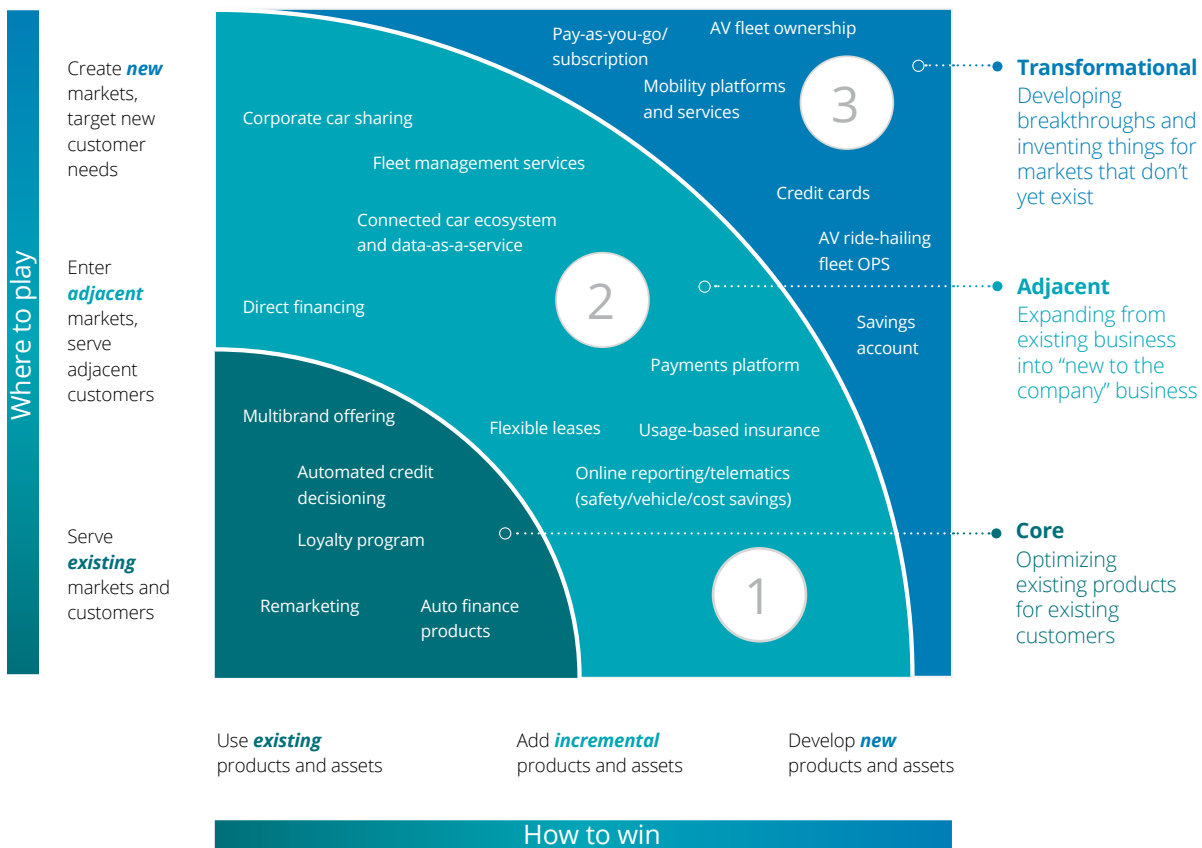 Where to play
Create new
markets,
target new
customer
needs
Enter
adjacent
markets,
serve
adjacent
customers
Serve
existing
markets and
customers
Pay-as-you-go/
subscription
AV fleet ownership
Mobility platforms
and services
3
Credit cards
AV ride-hailing
fleet OPS
Savings
account
Corporate car sharing
Fleet management services
Connected car ecosystem
and data-as-a-service
2
Direct financing
Payments platform
Flexible leases
Usage-based insurance
Online reporting/telematics
(safety/vehicle/cost savings)
1
Multibrand offering
Automated credit
decisioning
Loyalty program
Remarketing
Auto finance
products
Transformational
Developing
breakthroughs and
inventing things for
markets that don’t
yet exist
Adjacent
Expanding from
existing business
into “new to the
company” business
Core
Optimizing
existing products
for existing
customers
Use existing
products and assets
Add incremental
products and assets
Develop new
products and assets
How to win